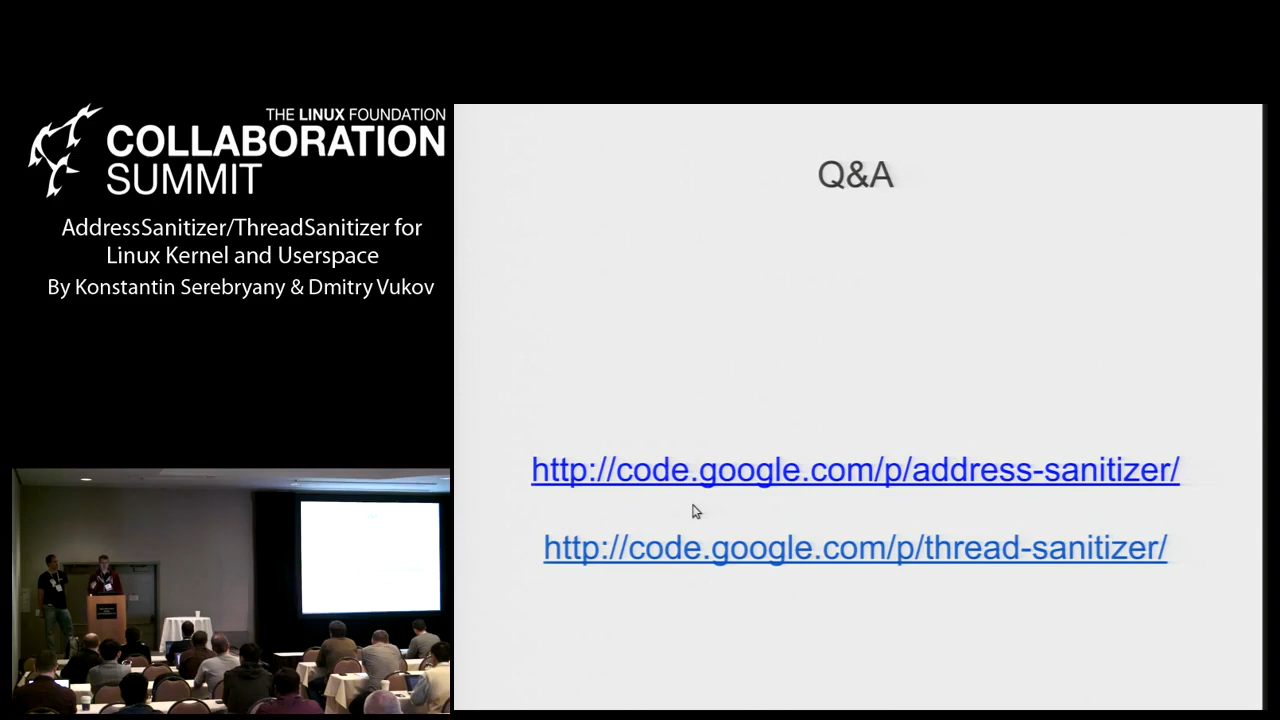 THE LINUX FOUNDATION
COLLABORATION
SUMMIT
AddressSanitizer/ThreadSanitizer for
Linux Kernel and Userspace
By Konstantin Serebryany & Dmitry Vukov
Q&A
http://code.google.com/p/address-sanitizer/
http://code.google.com/p/thread-sanitizer/